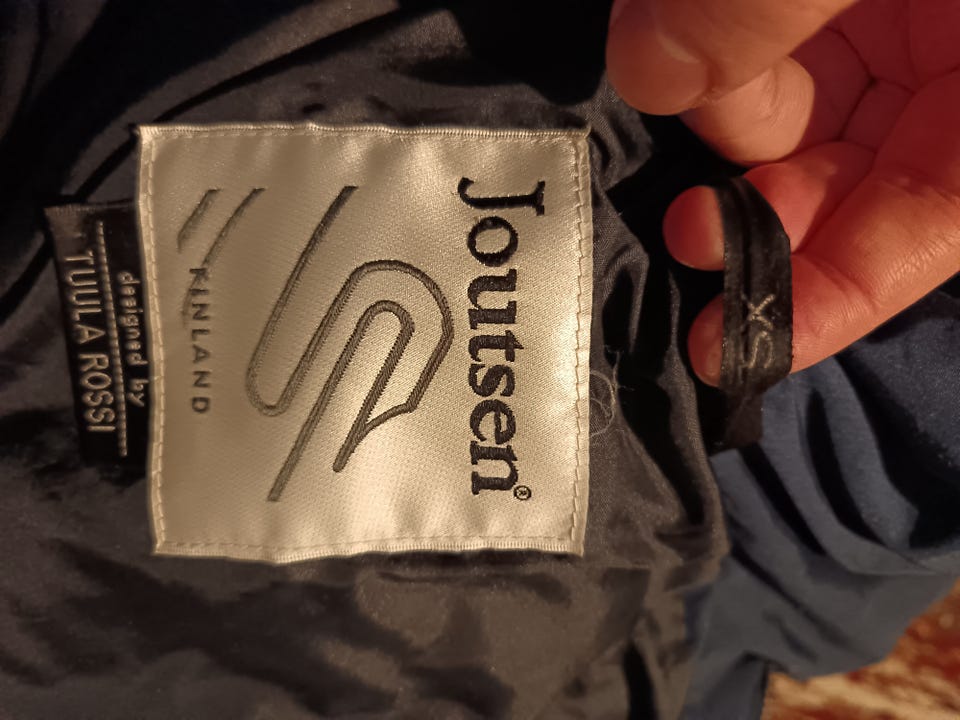 XS
Joutsen®
FINLAND
designed by
TUULA ROSSI